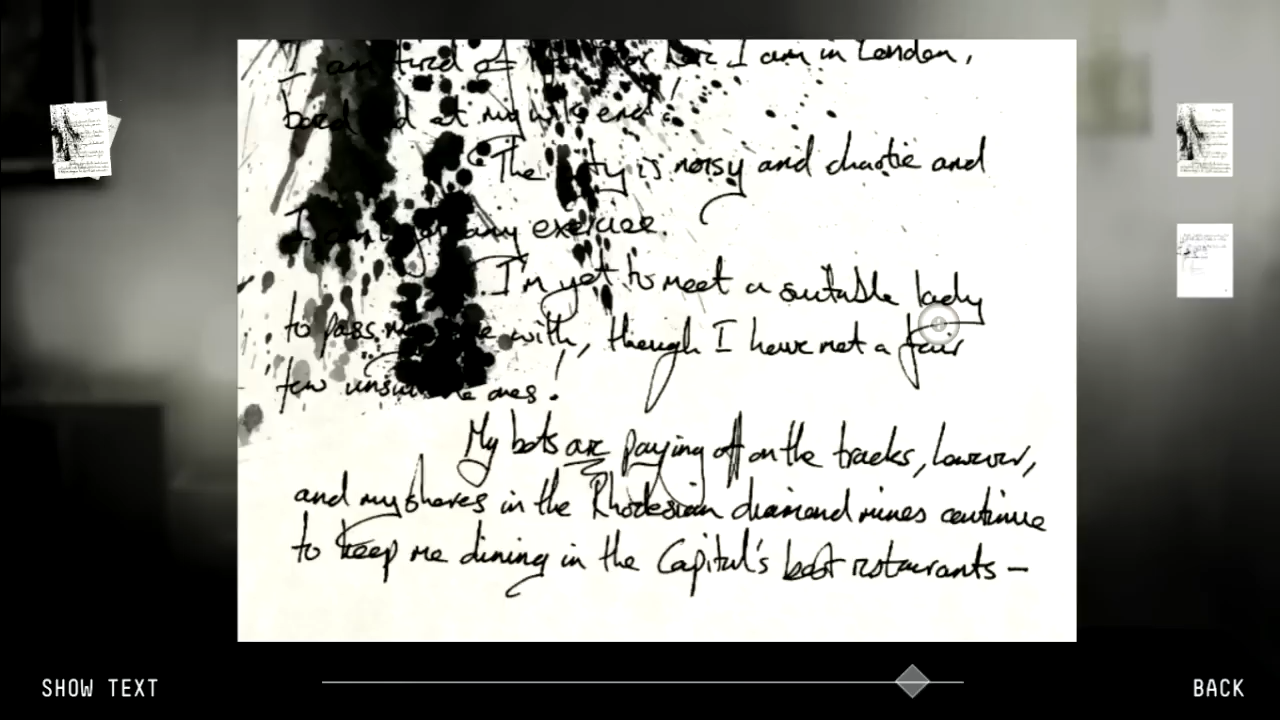 I am tired of I am in London,
at my wits end.
The is noisy and chaotic and
I any exercise.
I'm yet to meet a suitable lady
to pass with, though I have met a fair
few ones.
My bets are paying off on the tracks, however,
and my shares in the Rhodesian diamond mines continue
to keep me dining in the Capital's best restaurants –
SHOW TEXT
BACK